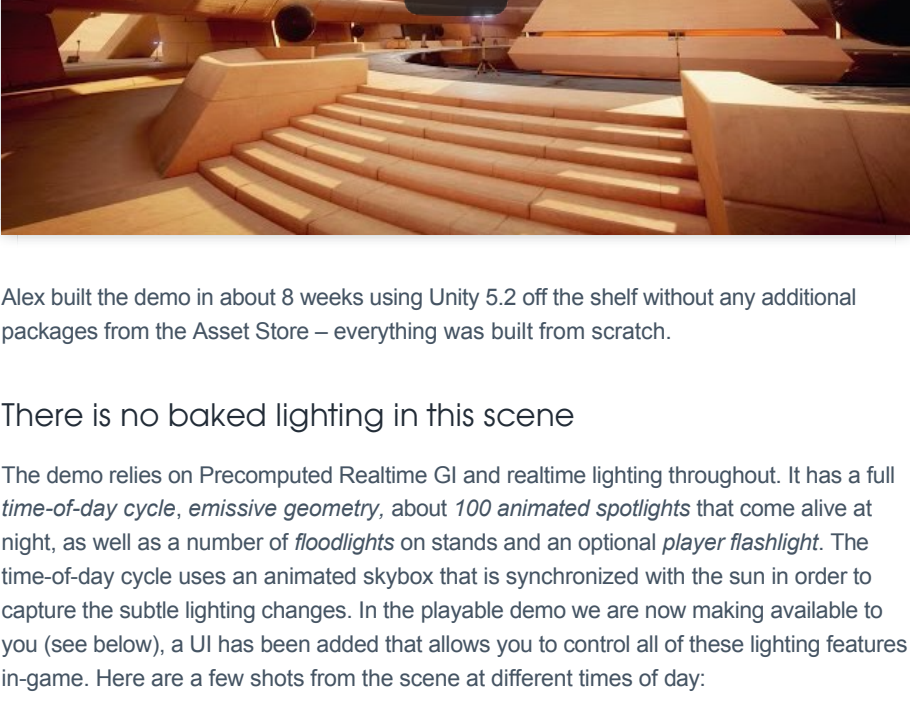 Alex built the demo in about 8 weeks using Unity 5.2 off the shelf without any additional
packages from the Asset Store – everything was built from scratch.
There is no baked lighting in this scene
The demo relies on Precomputed Realtime GI and realtime lighting throughout. It has a full
time-of-day cycle, emissive geometry, about 100 animated spotlights that come alive at
night, as well as a number of floodlights on stands and an optional player flashlight. The
time-of-day cycle uses an animated skybox that is synchronized with the sun in order to
capture the subtle lighting changes. In the playable demo we are now making available to
you (see below), a UI has been added that allows you to control all of these lighting features
in-game. Here are a few shots from the scene at different times of day: